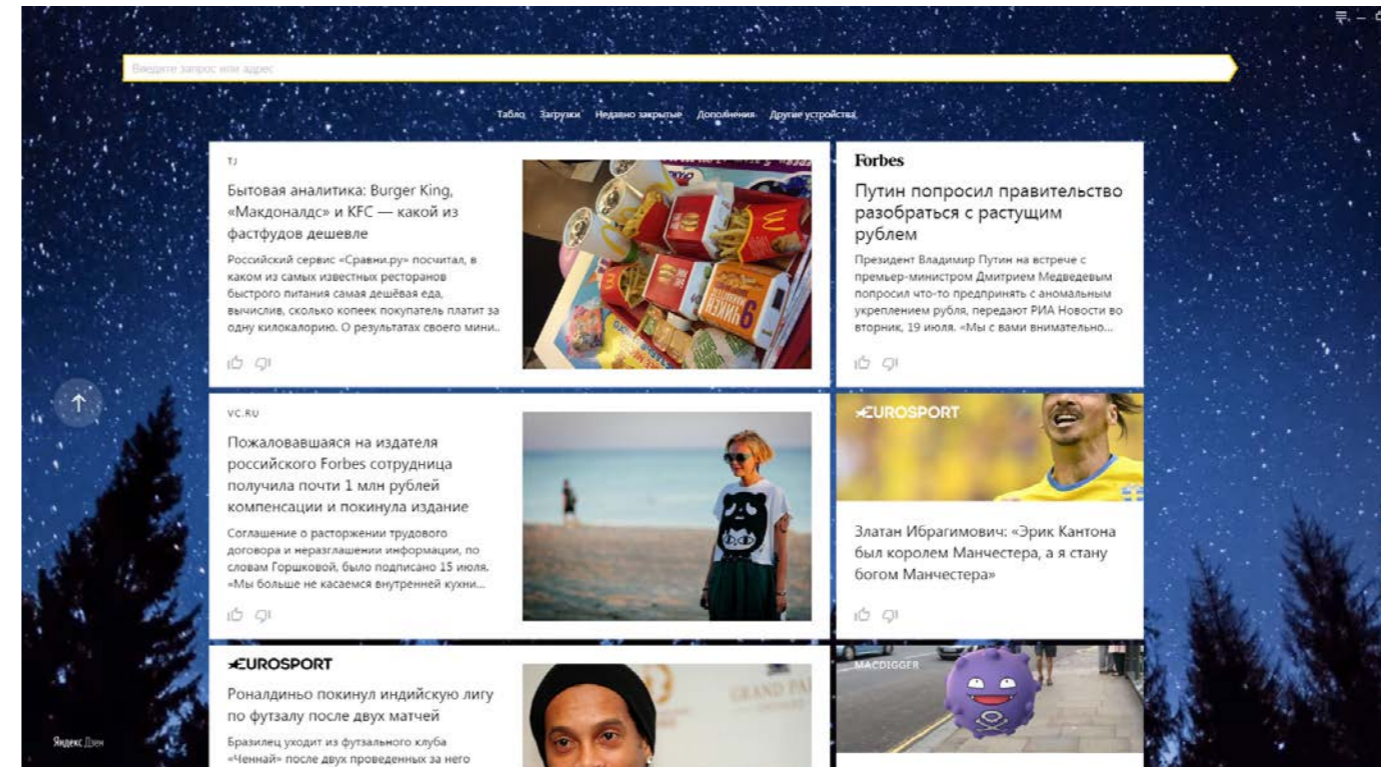 Введите запрос или адрес
Табло Загрузки Недавно закрытые Дополнения Другие устройства
TJ
Бытовая аналитика: Burger King,
«Макдоналдс» и KFC — какой из
фастфудов дешевле
Российский сервис «Сравни.ру» посчитал, в
каком из самых известных ресторанов
быстрого питания самая дешёвая еда,
вычислив, сколько копеек покупатель платит за
одну килокалорию. О результатах своего мини...
Forbes
Путин попросил правительство
разобраться с растущим
рублем
Президент Владимир Путин на встрече с
премьер-министром Дмитрием Медведевым
попросил что-то предпринять с аномальным
укреплением рубля, передают РИА Новости во
вторник, 19 июля. «Мы с вами внимательно...
VC.RU
Пожаловавшаяся на издателя
российского Forbes сотрудница
получила почти 1 млн рублей
компенсации и покинула издание
Соглашение о расторжении трудового
договора и неразглашении информации, по
словам Горшковой, было подписано 15 июля.
«Мы больше не касаемся внутренней кухни...
EUROSPORT
Златан Ибрагимович: «Эрик Кантона
был королем Манчестера, а я стану
богом Манчестера»
EUROSPORT
Роналдиньо покинул индийскую лигу
по футзалу после двух матчей
Бразилец уходит из футзального клуба
«Ченнай» после двух проведенных за него
GRAND PA
MACDIGGER
Яндекс Дзен